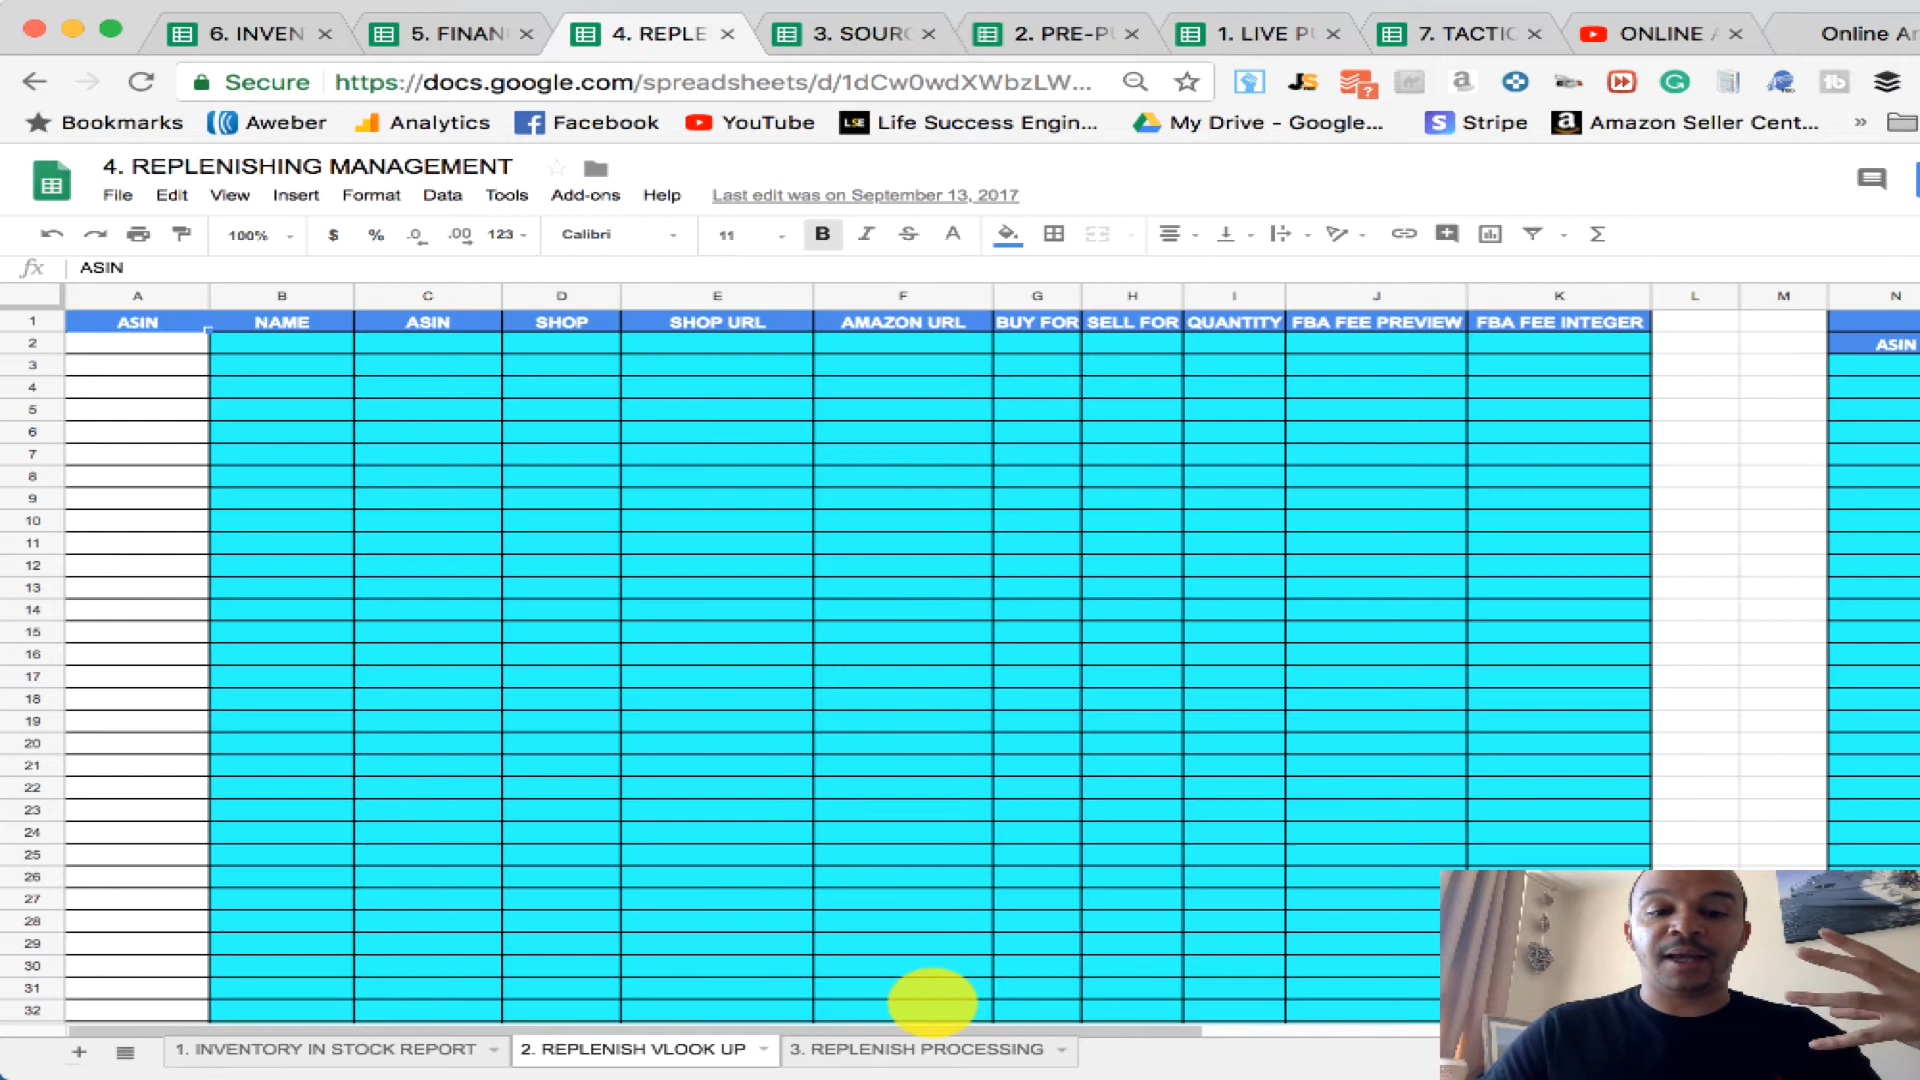 6. INVEN
5. FINAN
4. REPLE
3. SOURC
2. PRE-PU
1. LIVE PU
7. TACTIC
ONLINE A
Online Ar
Secure https://docs.google.com/spreadsheets/d/1dCw0wdXWbzLW...
Bookmarks Aweber Analytics Facebook YouTube LSE Life Success Engin... My Drive - Google... S Stripe Amazon Seller Cent... »
4. REPLENISHING MANAGEMENT
File Edit View Insert Format Data Tools Add-ons Help Last edit was on September 13, 2017
100% $ % .0 .00 123 Calibri 11 B I S A Σ
fx ASIN
A B C D E F G H I J K L M N
1 ASIN NAME ASIN SHOP SHOP URL AMAZON URL BUY FOR SELL FOR QUANTITY FBA FEE PREVIEW FBA FEE INTEGER
2 ASIN
3
4
5
6
7
8
9
10
11
12
13
14
15
16
17
18
19
20
21
22
23
24
25
26
27
28
29
30
31
32
1. INVENTORY IN STOCK REPORT 2. REPLENISH VLOOK UP 3. REPLENISH PROCESSING